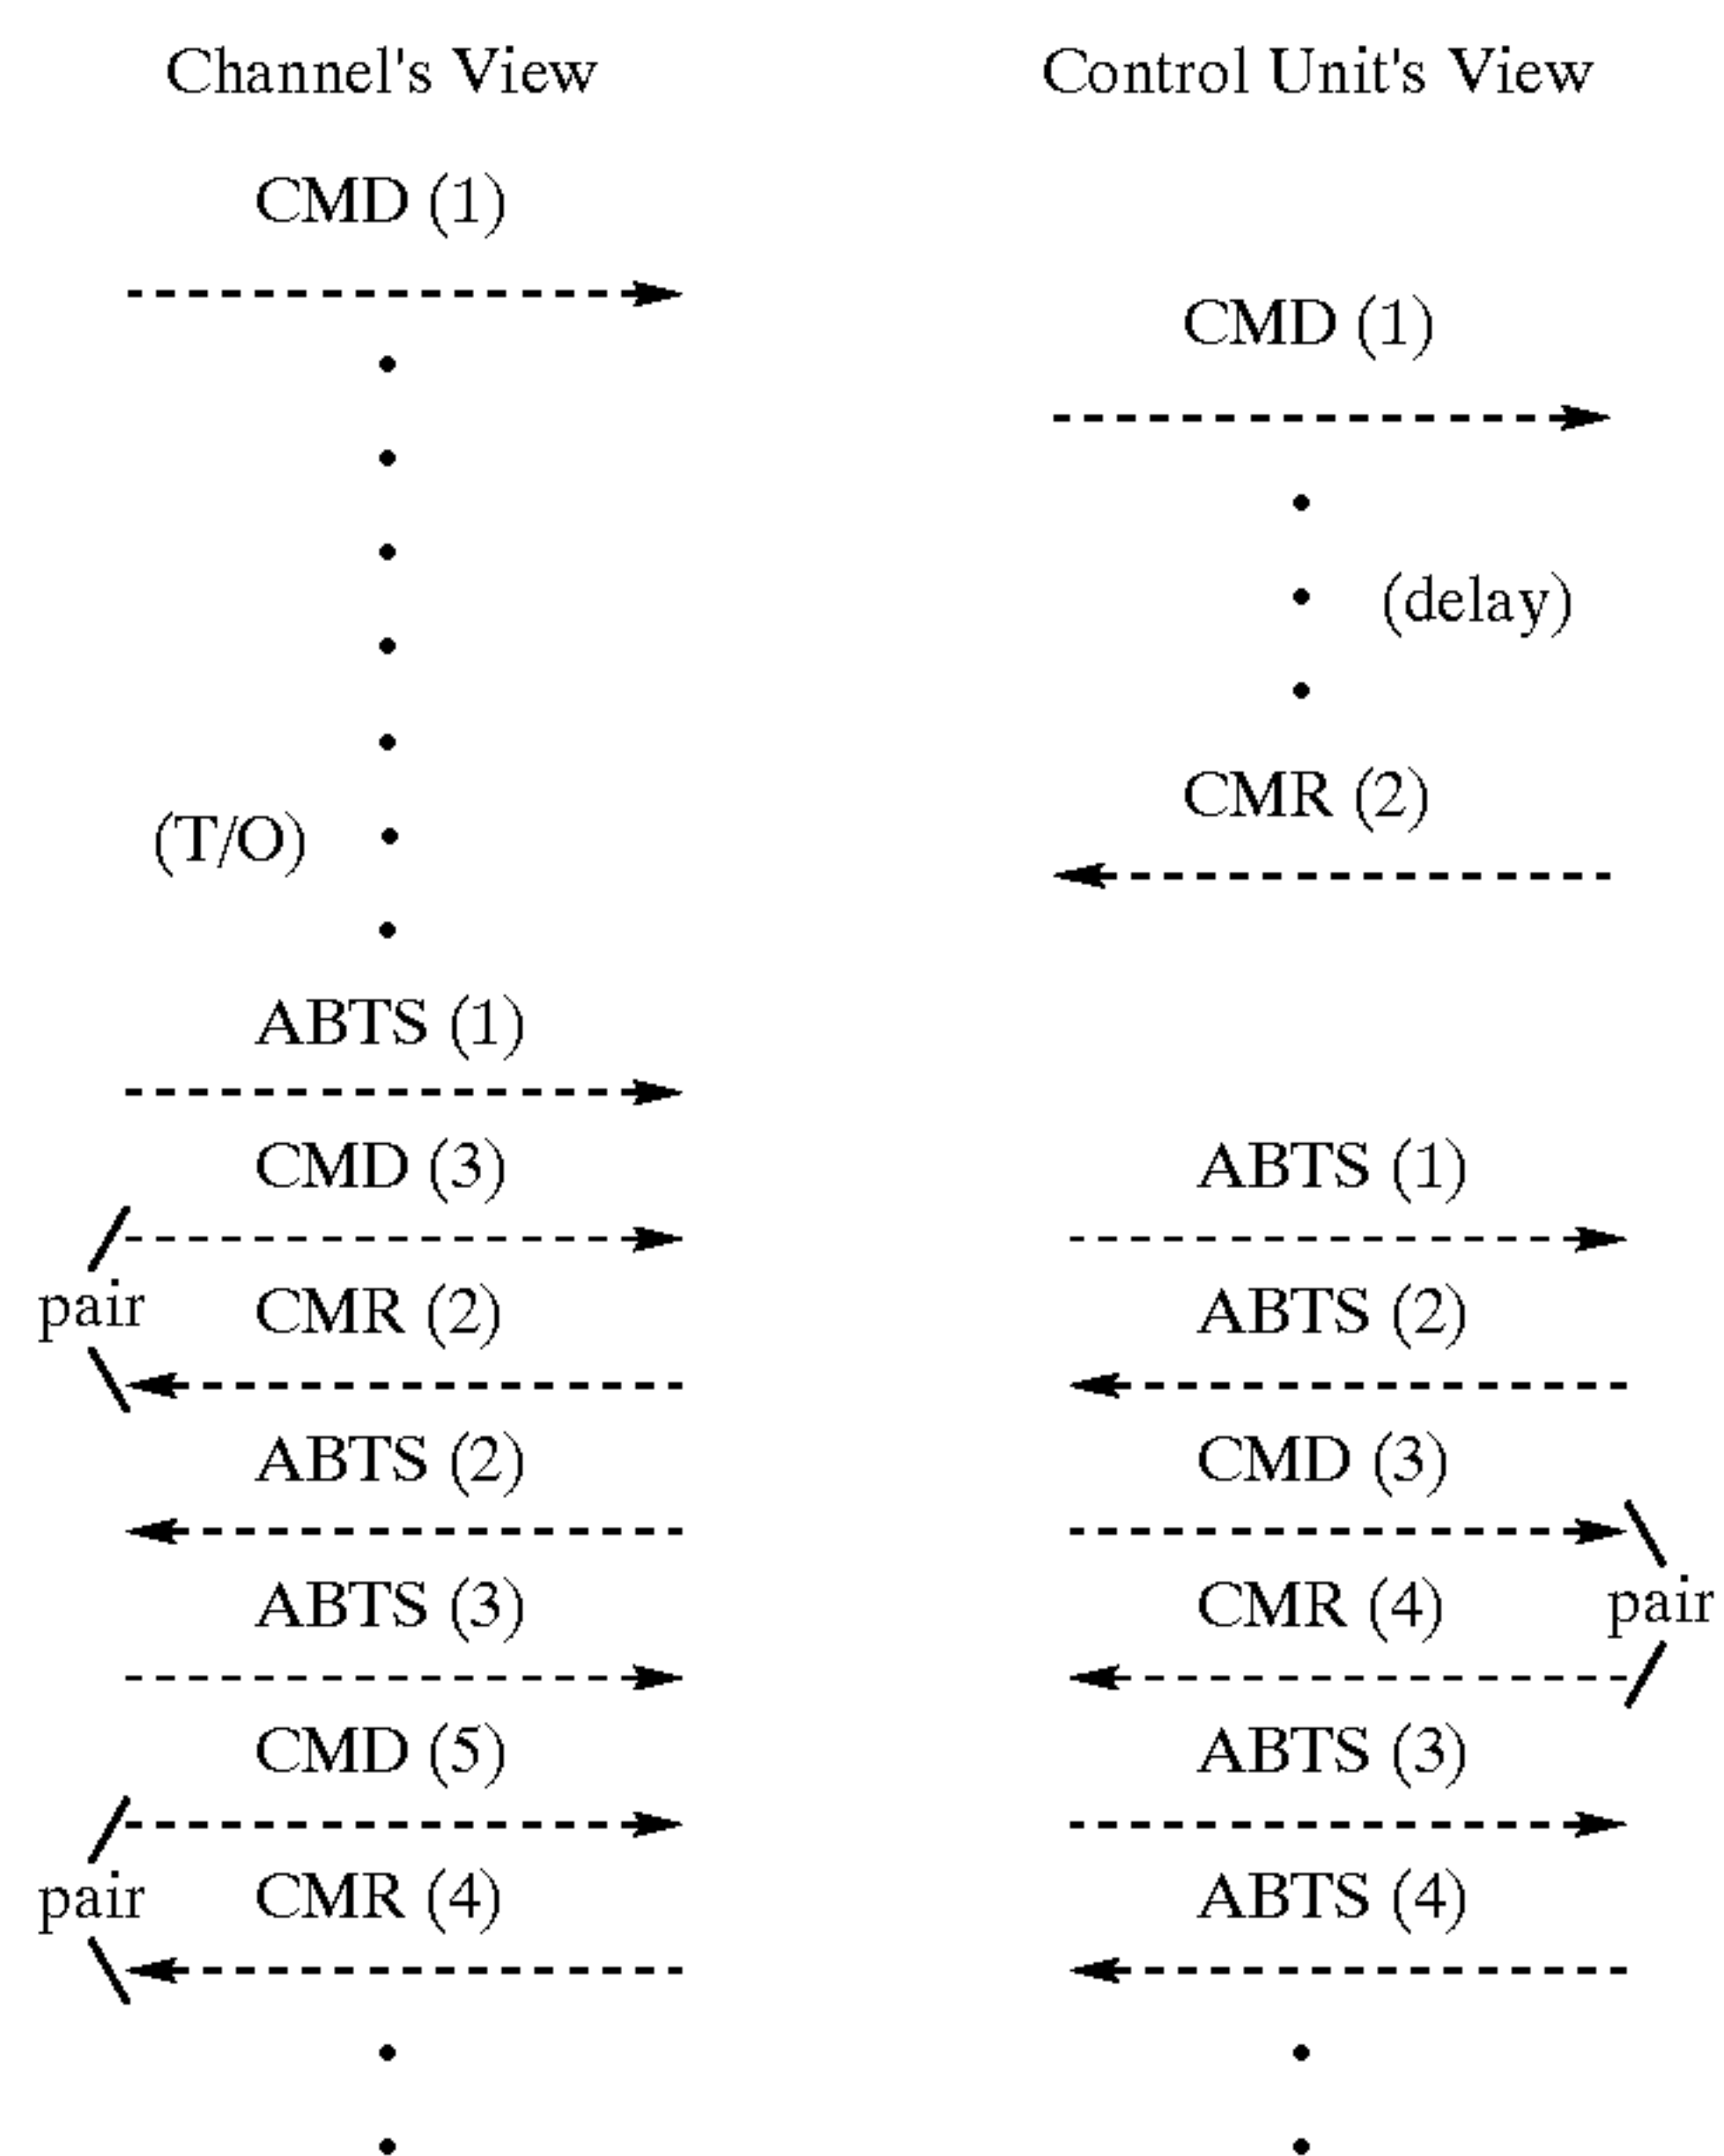 Channel's View
Control Unit's View
CMD (1)
CMD (1)
(delay)
CMR (2)
(T/O)
ABTS (1)
CMD (3)
ABTS (1)
pair
CMR (2)
ABTS (2)
ABTS (2)
CMD (3)
ABTS (3)
CMR (4)
pair
CMD (5)
ABTS (3)
pair
CMR (4)
ABTS (4)